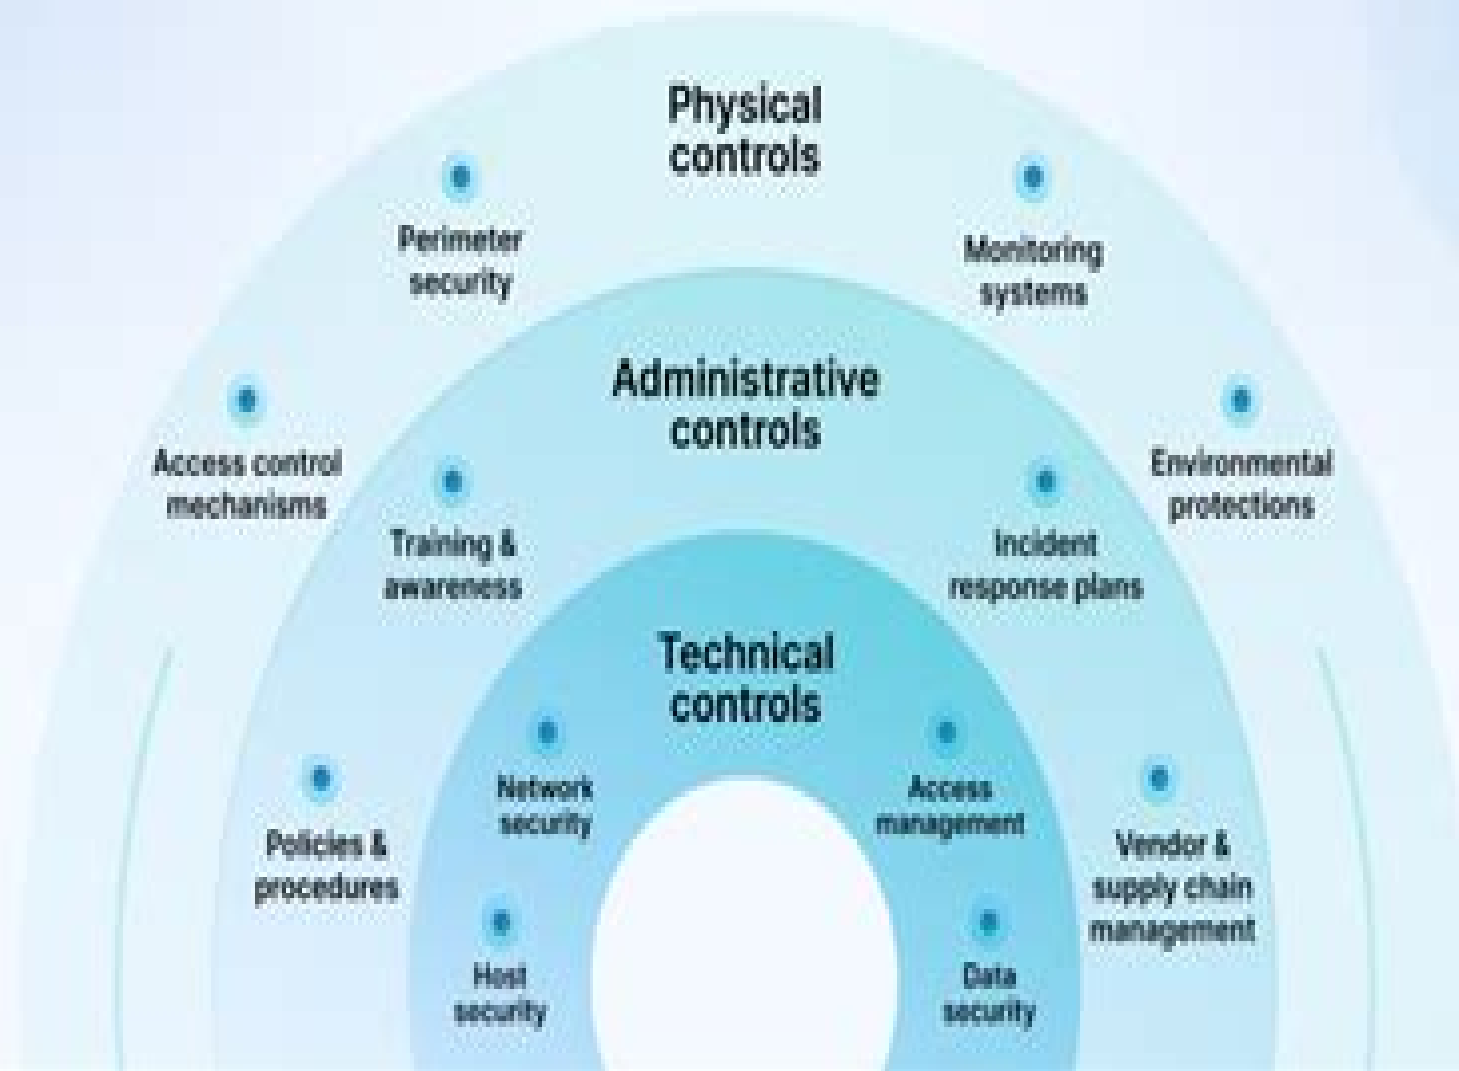 Physical
controls
Perimeter
security
Monitoring
systems
Access control
mechanisms
Environmental
protections
Administrative
controls
Training &
awareness
Incident
response plans
Policies &
procedures
Vendor &
supply chain
management
Technical
controls
Network
security
Access
management
Host
security
Data
security